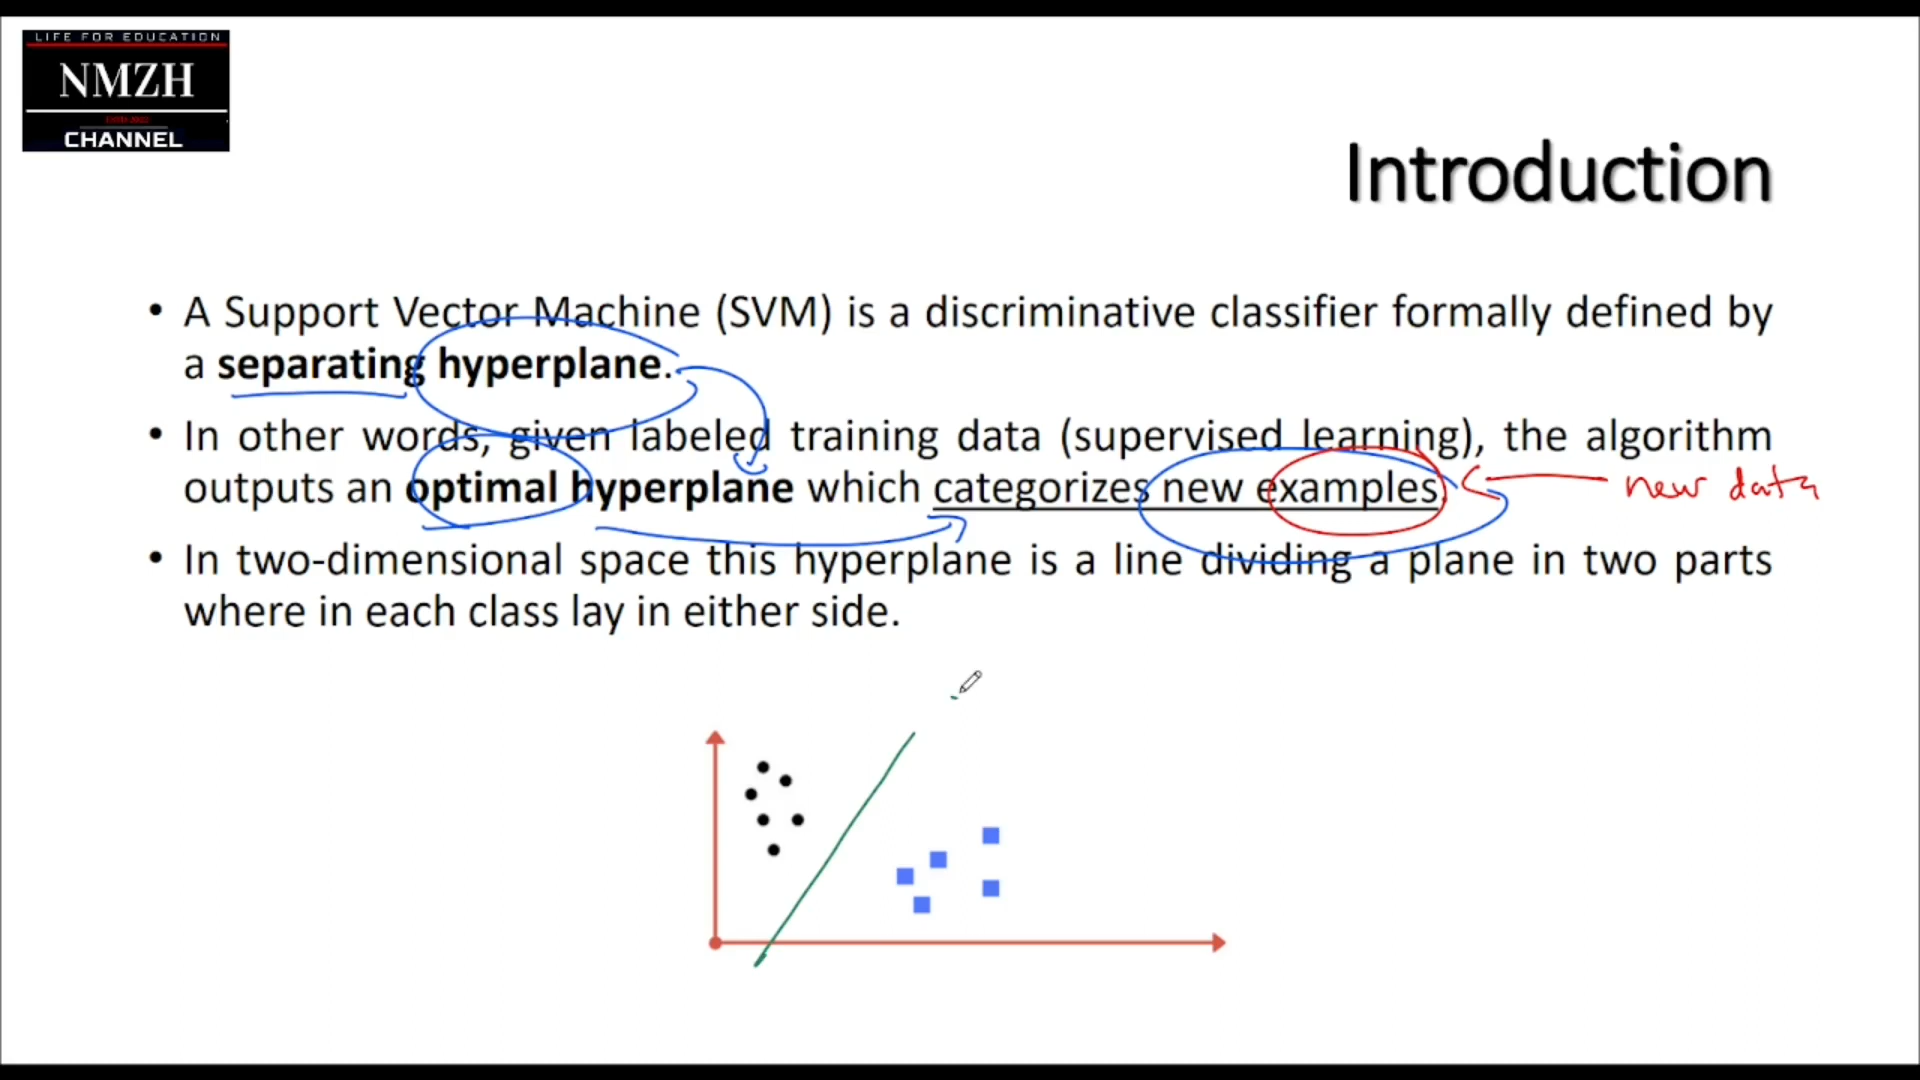 LIFE FOR EDUCATION
NMZH
CHANNEL
Introduction
• A Support Vector Machine (SVM) is a discriminative classifier formally defined by
a separating hyperplane.
• In other words, given labeled training data (supervised learning), the algorithm
outputs an optimal hyperplane which categorizes new examples.
new data
• In two-dimensional space this hyperplane is a line dividing a plane in two parts
where in each class lay in either side.